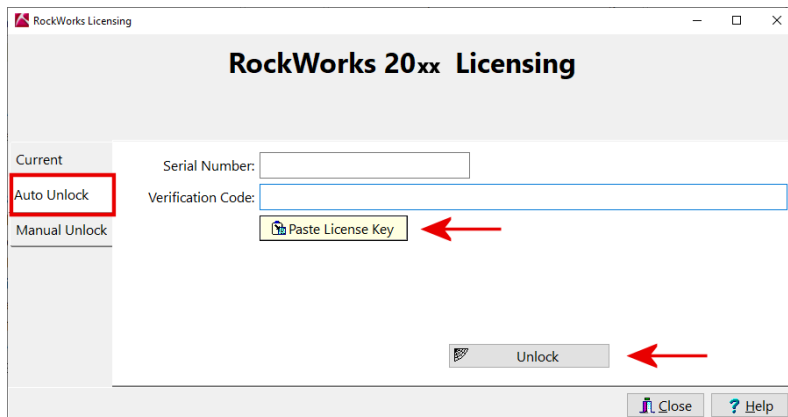 RockWorks Licensing
RockWorks 20xx Licensing
Current
Auto Unlock
Manual Unlock
Serial Number:
Verification Code:
Paste License Key
Unlock
Close
? Help